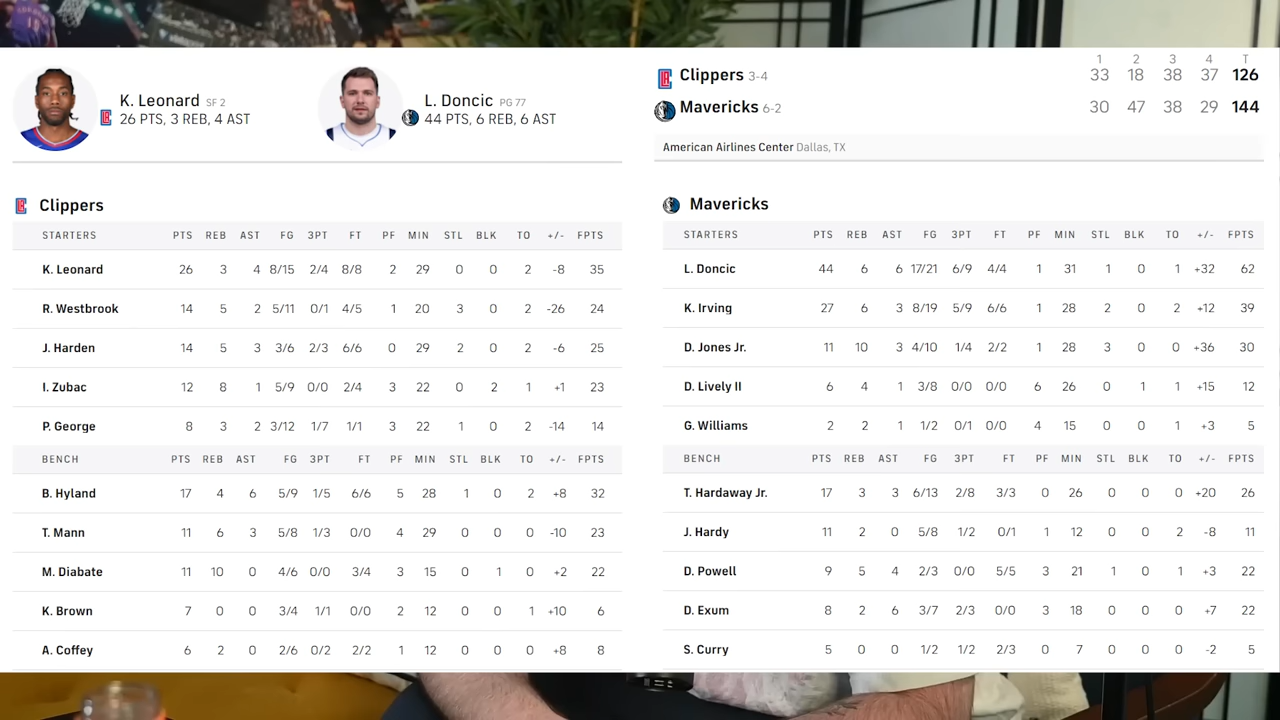 K. Leonard SF 2
26 PTS, 3 REB, 4 AST
L. Doncic PG 77
44 PTS, 6 REB, 6 AST
1 2 3 4 T
Clippers 3-4 33 18 38 37 126
Mavericks 6-2 30 47 38 29 144
American Airlines Center Dallas, TX
Clippers
STARTERS PTS REB AST FG 3PT FT PF MIN STL BLK TO +/- FPTS
K. Leonard 26 3 4 8/15 2/4 8/8 2 29 0 0 2 -8 35
R. Westbrook 14 5 2 5/11 0/1 4/5 1 20 3 0 2 -26 24
J. Harden 14 5 3 3/6 2/3 6/6 0 29 2 0 2 -6 25
I. Zubac 12 8 1 5/9 0/0 2/4 3 22 0 2 1 +1 23
P. George 8 3 2 3/12 1/7 1/1 3 22 1 0 2 -14 14
BENCH PTS REB AST FG 3PT FT PF MIN STL BLK TO +/- FPTS
B. Hyland 17 4 6 5/9 1/5 6/6 5 28 1 0 2 +8 32
T. Mann 11 6 3 5/8 1/3 0/0 4 29 0 0 0 -10 23
M. Diabate 11 10 0 4/6 0/0 3/4 3 15 0 1 0 +2 22
K. Brown 7 0 0 3/4 1/1 0/0 2 12 0 0 1 +10 6
A. Coffey 6 2 0 2/6 0/2 2/2 1 12 0 0 0 +8 8
Mavericks
STARTERS PTS REB AST FG 3PT FT PF MIN STL BLK TO +/- FPTS
L. Doncic 44 6 6 17/21 6/9 4/4 1 31 1 0 1 +32 62
K. Irving 27 6 3 8/19 5/9 6/6 1 28 2 0 2 +12 39
D. Jones Jr. 11 10 3 4/10 1/4 2/2 1 28 3 0 0 +36 30
D. Lively II 6 4 1 3/8 0/0 0/0 6 26 0 1 1 +15 12
G. Williams 2 2 1 1/2 0/1 0/0 4 15 0 0 1 +3 5
BENCH PTS REB AST FG 3PT FT PF MIN STL BLK TO +/- FPTS
T. Hardaway Jr. 17 3 3 6/13 2/8 3/3 0 26 0 0 0 +20 26
J. Hardy 11 2 0 5/8 1/2 0/1 1 12 0 0 2 -8 11
D. Powell 9 5 4 2/3 0/0 5/5 3 21 1 0 1 +3 22
D. Exum 8 2 6 3/7 2/3 0/0 3 18 0 0 0 +7 22
S. Curry 5 0 0 1/2 1/2 2/3 0 7 0 0 0 -2 5